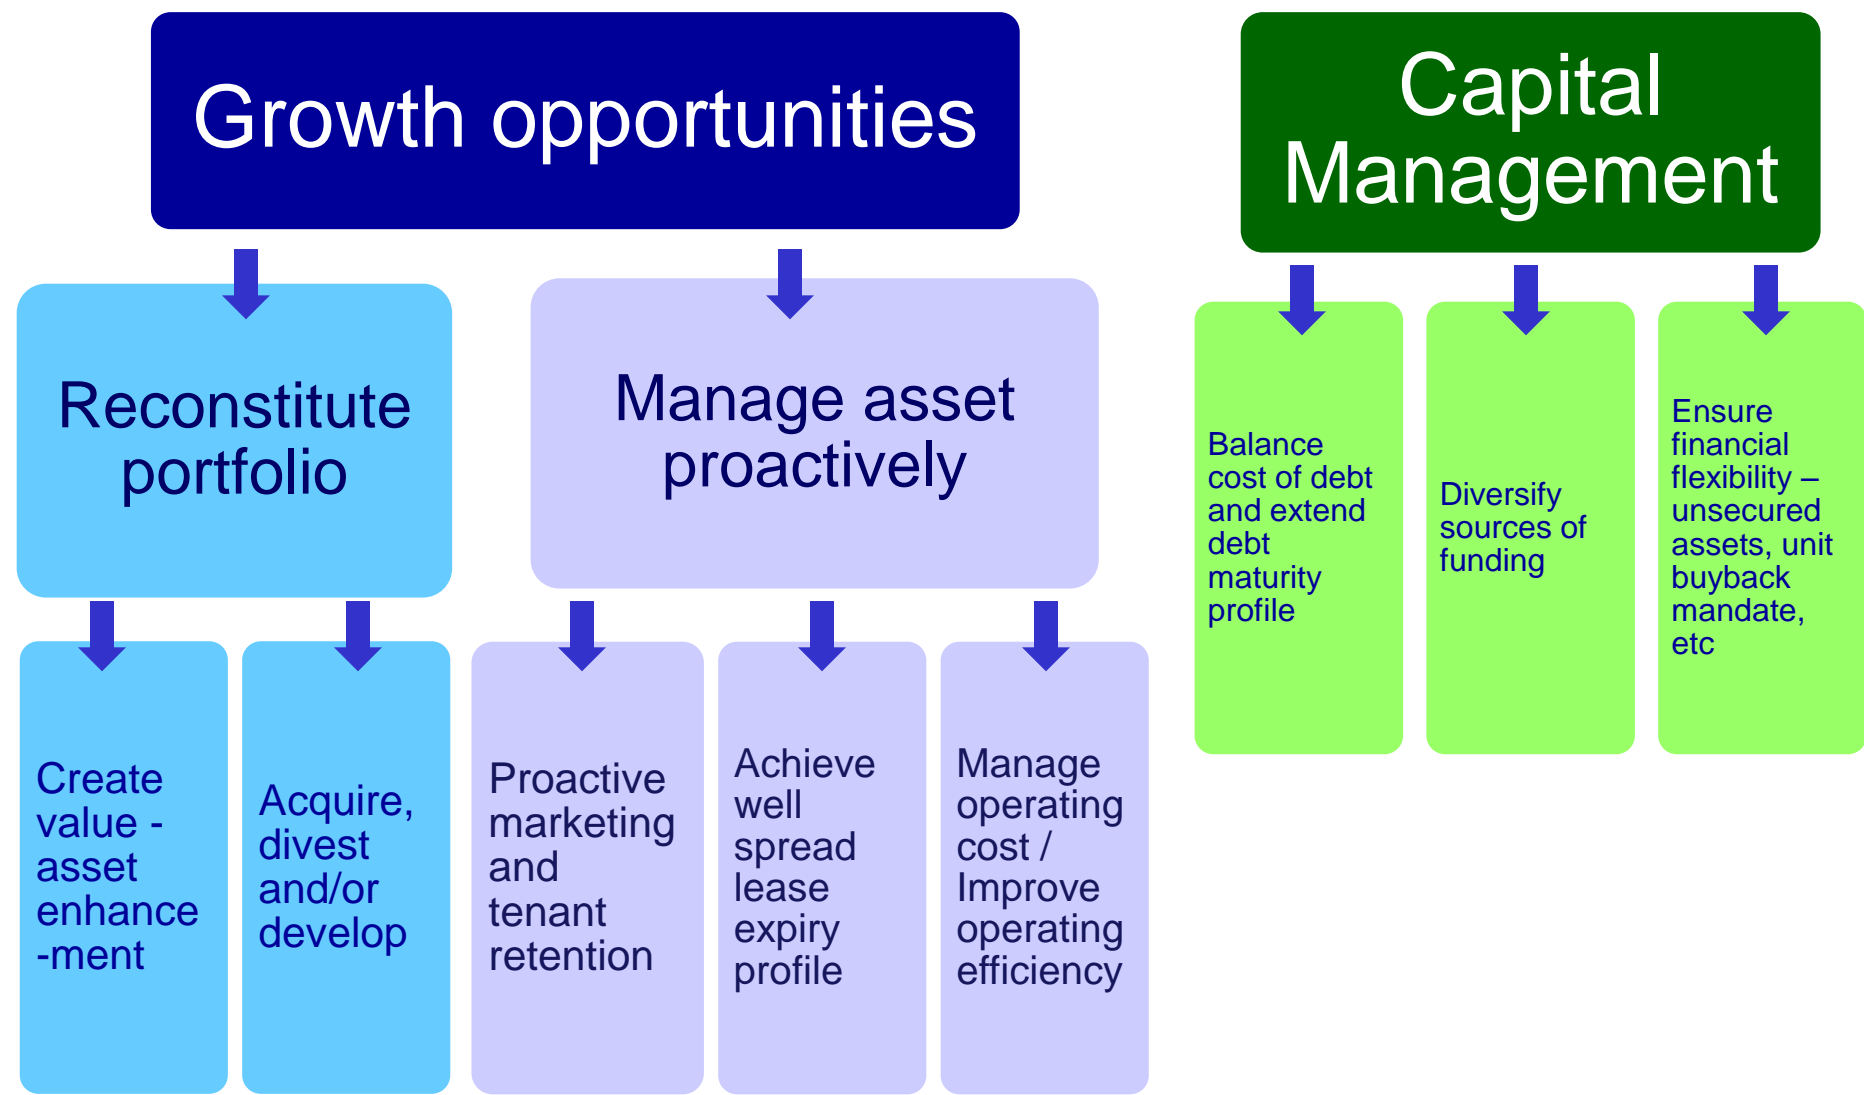 Growth opportunities
Capital
Management
Reconstitute
portfolio
Manage asset
proactively
Balance
cost of debt
and extend
debt
maturity
profile
Diversify
sources of
funding
Ensure
financial
flexibility –
unsecured
assets, unit
buyback
mandate,
etc
Create
value -
asset
enhance
-ment
Acquire,
divest
and/or
develop
Proactive
marketing
and
tenant
retention
Achieve
well
spread
lease
expiry
profile
Manage
operating
cost /
Improve
operating
efficiency